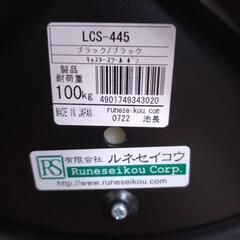 LCS-445
ブラック/ブラック
キャスタースツール ポン
製品
耐荷重
100kg
4901749343020
MADE IN JAPAN
runeseikou.com
0722 池長
RS
有限会社 ルネセイコウ
Runeseikou Corp.
http://www.runeseikou.com